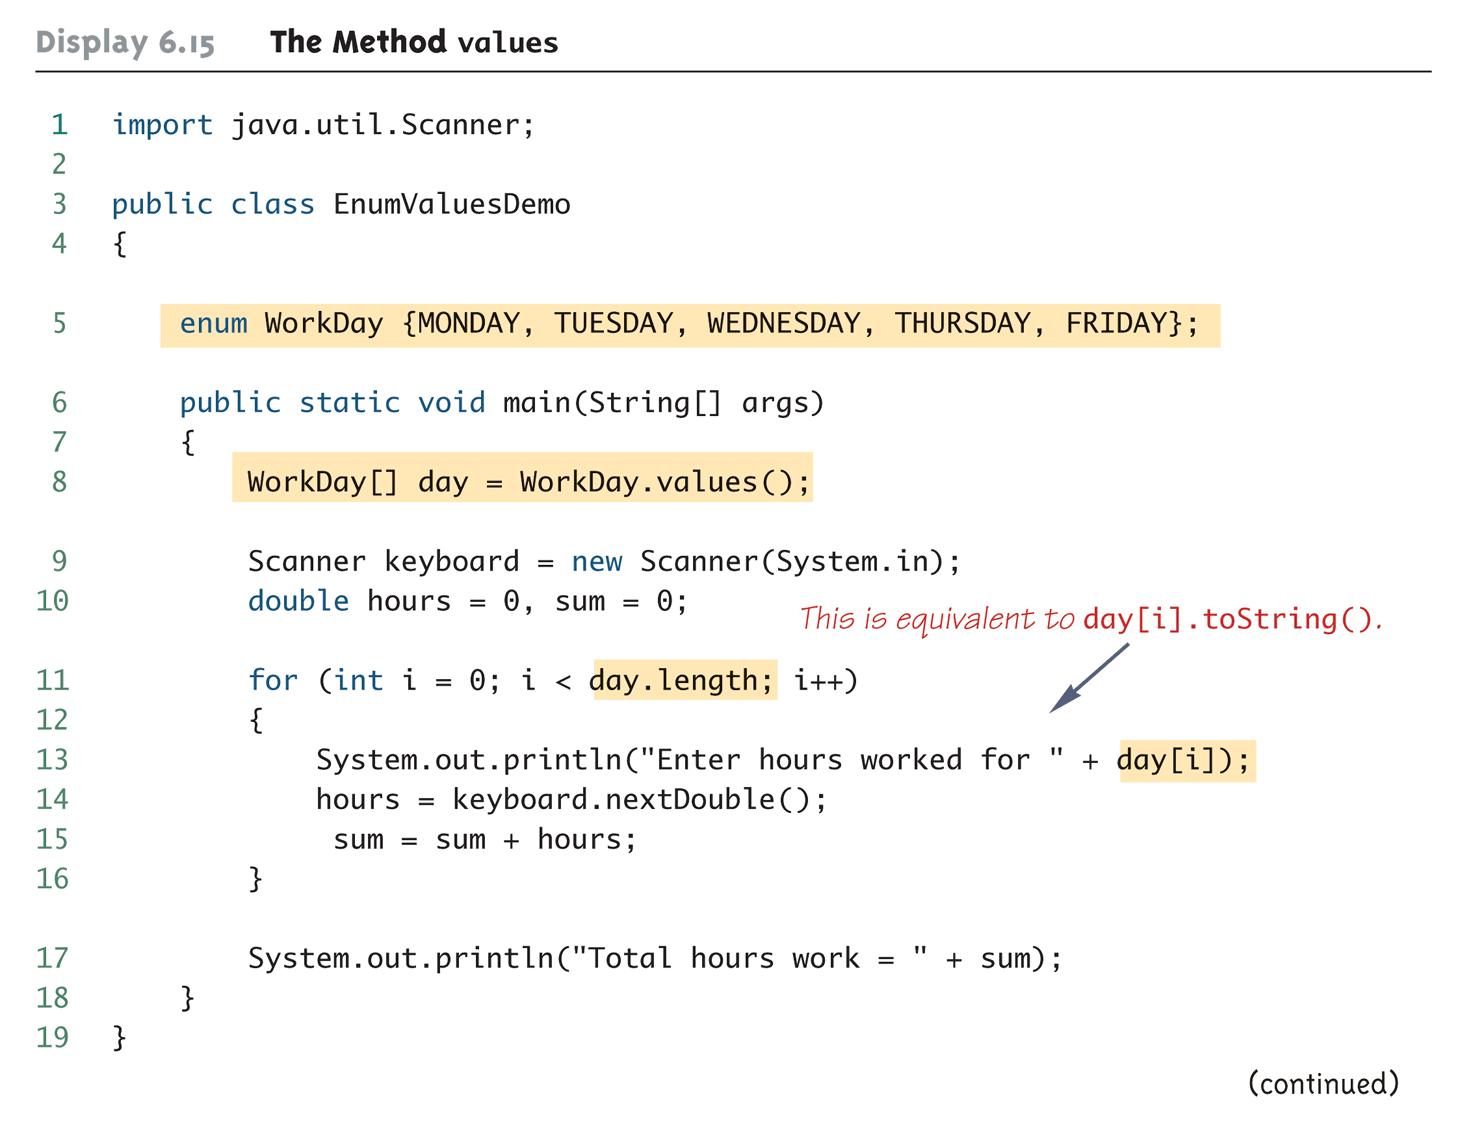 Display 6.15 The Method values
1 import java.util.Scanner;
2
3 public class EnumValuesDemo
4 {
5 enum WorkDay {MONDAY, TUESDAY, WEDNESDAY, THURSDAY, FRIDAY};
6 public static void main(String[] args)
7 {
8 WorkDay[] day = WorkDay.values();
9 Scanner keyboard = new Scanner(System.in);
10 double hours = 0, sum = 0;
This is equivalent to day[i].toString().
11 for (int i = 0; i < day.length; i++)
12 {
13 System.out.println("Enter hours worked for " + day[i]);
14 hours = keyboard.nextDouble();
15 sum = sum + hours;
16 }
17 System.out.println("Total hours work = " + sum);
18 }
19 }
(continued)